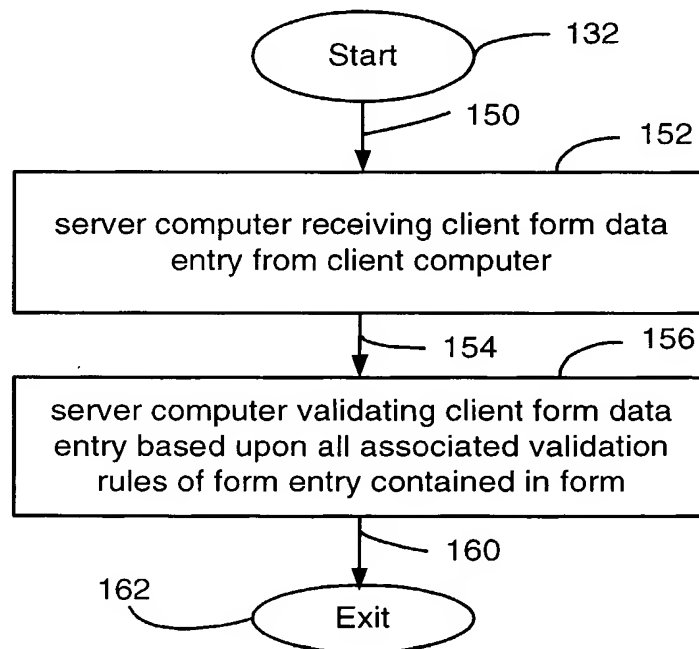 Start
132
150
152
server computer receiving client form data
entry from client computer
154
156
server computer validating client form data
entry based upon all associated validation
rules of form entry contained in form
160
162
Exit